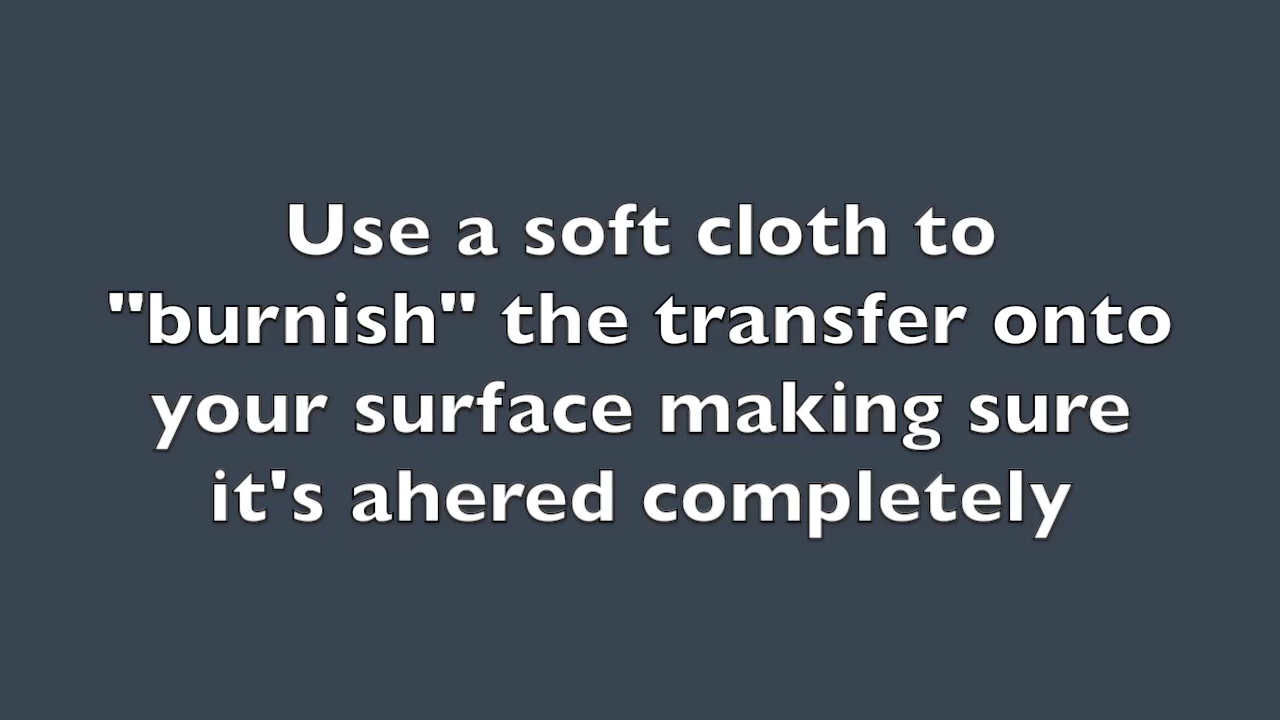 Use a soft cloth to
"burnish" the transfer onto
your surface making sure
it's ahered completely